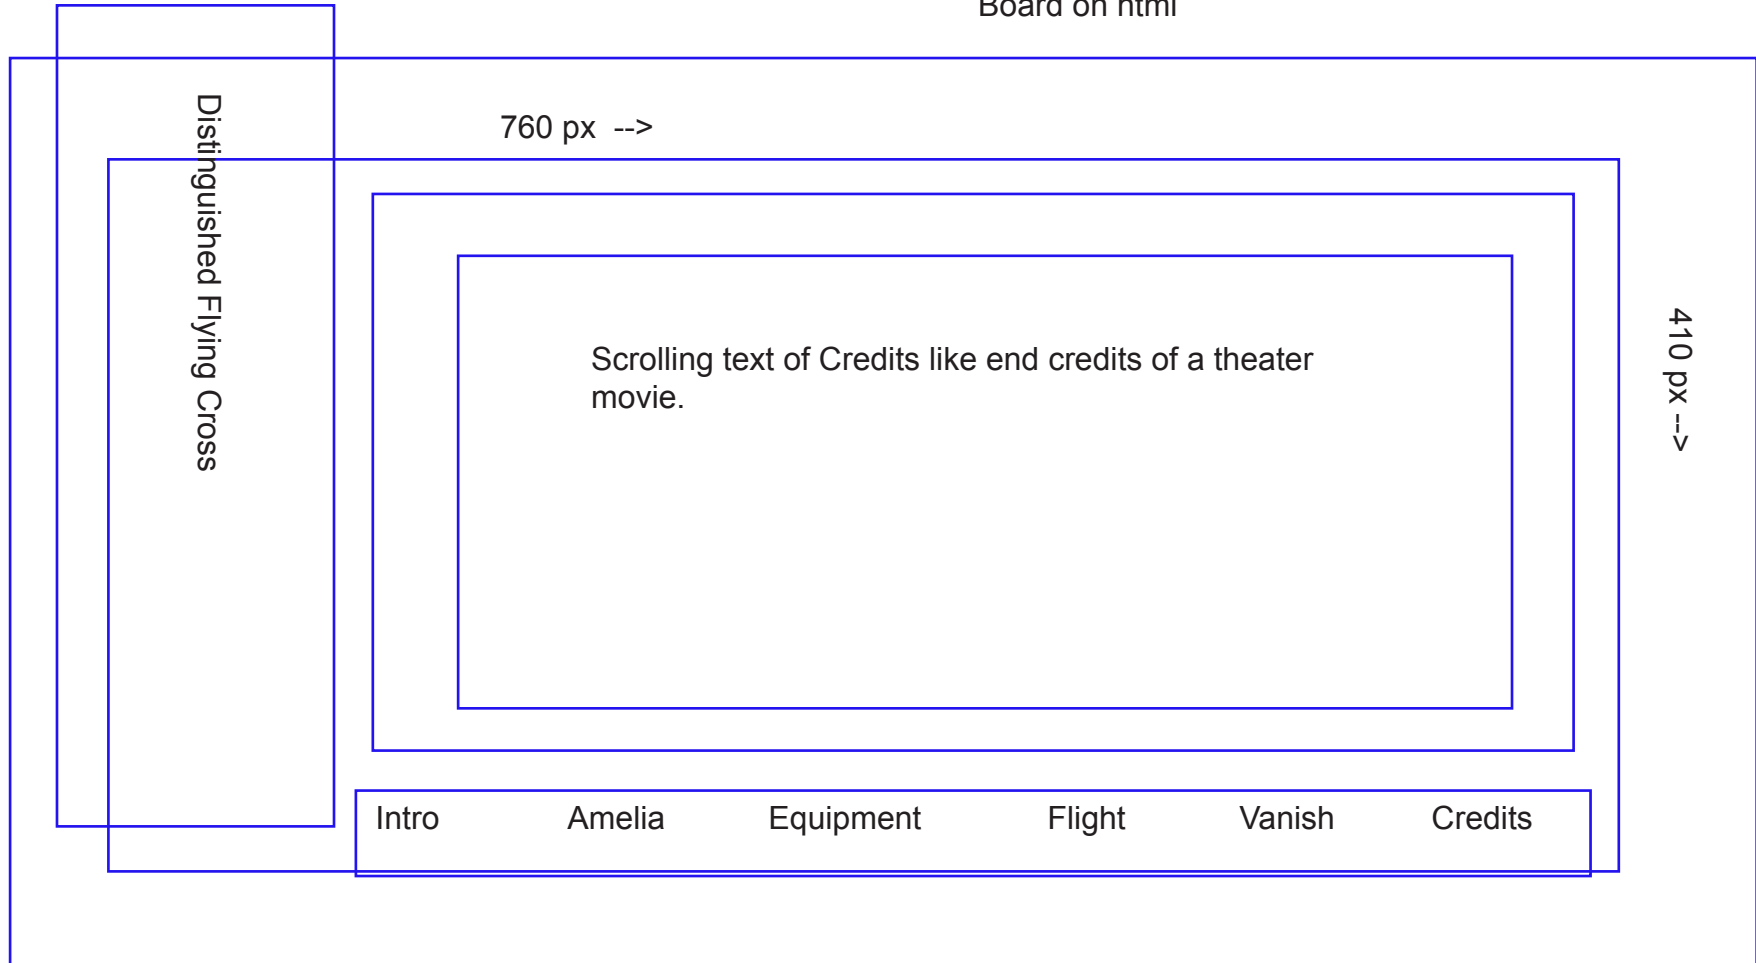 Board on html
760 px -->
Distinguished Flying Cross
Scrolling text of Credits like end credits of a theater
movie.
410 px -->
Intro Amelia Equipment Flight Vanish Credits